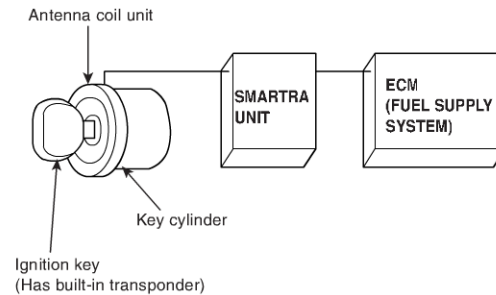 Antenna coil unit
SMARTRA
UNIT
ECM
(FUEL SUPPLY
SYSTEM)
Key cylinder
Ignition key
(Has built-in transponder)